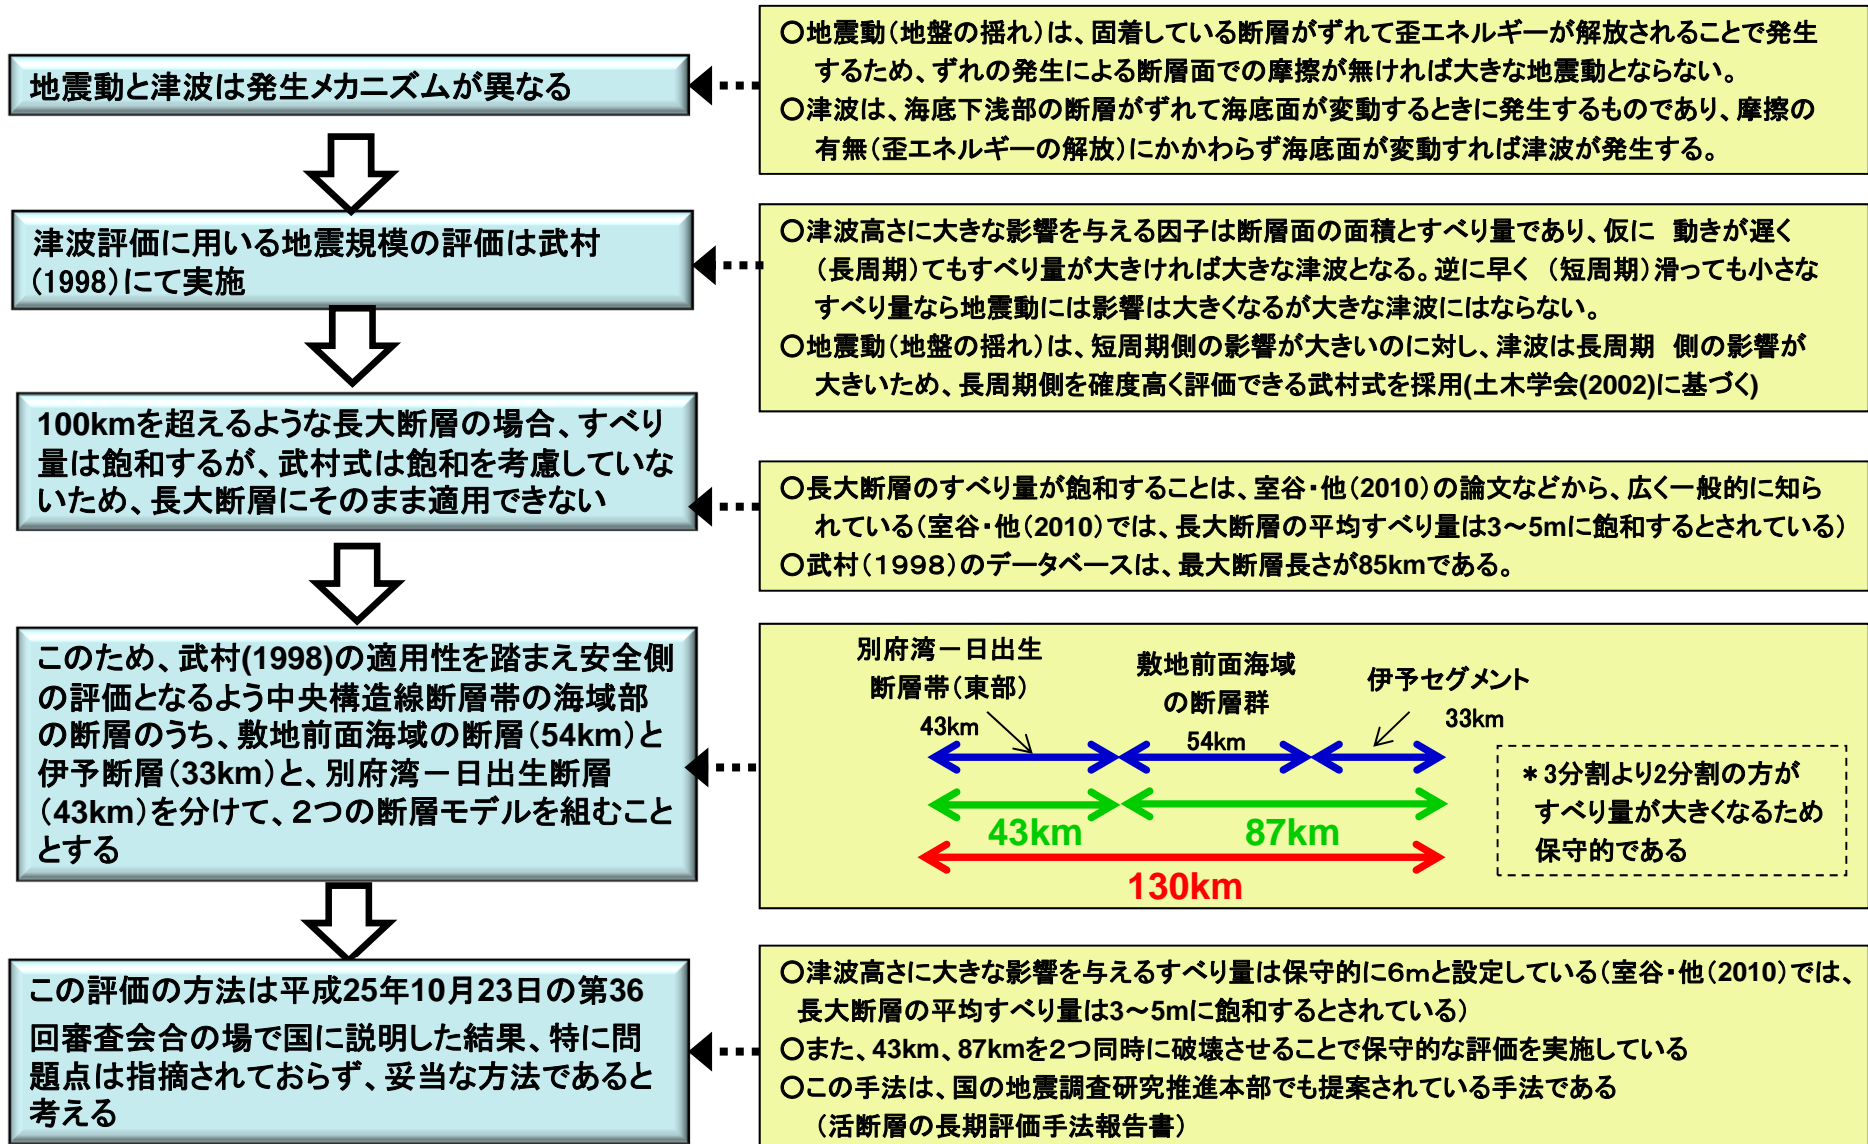 地震動と津波は発生メカニズムが異なる
○地震動(地盤の揺れ)は、固着している断層がずれて歪エネルギーが解放されることで発生
するため、ずれの発生による断層面での摩擦が無ければ大きな地震動とならない。
○津波は、海底下浅部の断層がずれて海底面が変動するときに発生するものであり、摩擦の
有無(歪エネルギーの解放)にかかわらず海底面が変動すれば津波が発生する。
津波評価に用いる地震規模の評価は武村
(1998)にて実施
○津波高さに大きな影響を与える因子は断層面の面積とすべり量であり、仮に 動きが遅く
(長周期)てもすべり量が大きければ大きな津波となる。逆に早く (短周期)滑っても小さな
すべり量なら地震動には影響は大きくなるが大きな津波にはならない。
○地震動(地盤の揺れ)は、短周期側の影響が大きいのに対し、津波は長周期 側の影響が
大きいため、長周期側を確度高く評価できる武村式を採用(土木学会(2002)に基づく)
100kmを超えるような長大断層の場合、すべり
量は飽和するが、武村式は飽和を考慮していな
いため、長大断層にそのまま適用できない
○長大断層のすべり量が飽和することは、室谷・他(2010)の論文などから、広く一般的に知ら
れている(室谷・他(2010)では、長大断層の平均すべり量は3~5mに飽和するとされている)
○武村(1998)のデータベースは、最大断層長さが85kmである。
このため、武村(1998)の適用性を踏まえ安全側
の評価となるよう中央構造線断層帯の海域部
の断層のうち、敷地前面海域の断層(54km)と
伊予断層(33km)と、別府湾-日出生断層
(43km)を分けて、2つの断層モデルを組むこと
とする
別府湾-日出生
断層帯(東部)
43km
敷地前面海域
の断層群
54km
伊予セグメント
33km
43km
87km
130km
*3分割より2分割の方が
すべり量が大きくなるため
保守的である
この評価の方法は平成25年10月23日の第36
回審査会合の場で国に説明した結果、特に問
題点は指摘されておらず、妥当な方法であると
考える
○津波高さに大きな影響を与えるすべり量は保守的に6mと設定している(室谷・他(2010)では、
長大断層の平均すべり量は3~5mに飽和するとされている)
○また、43km、87kmを2つ同時に破壊させることで保守的な評価を実施している
○この手法は、国の地震調査研究推進本部でも提案されている手法である
(活断層の長期評価手法報告書)